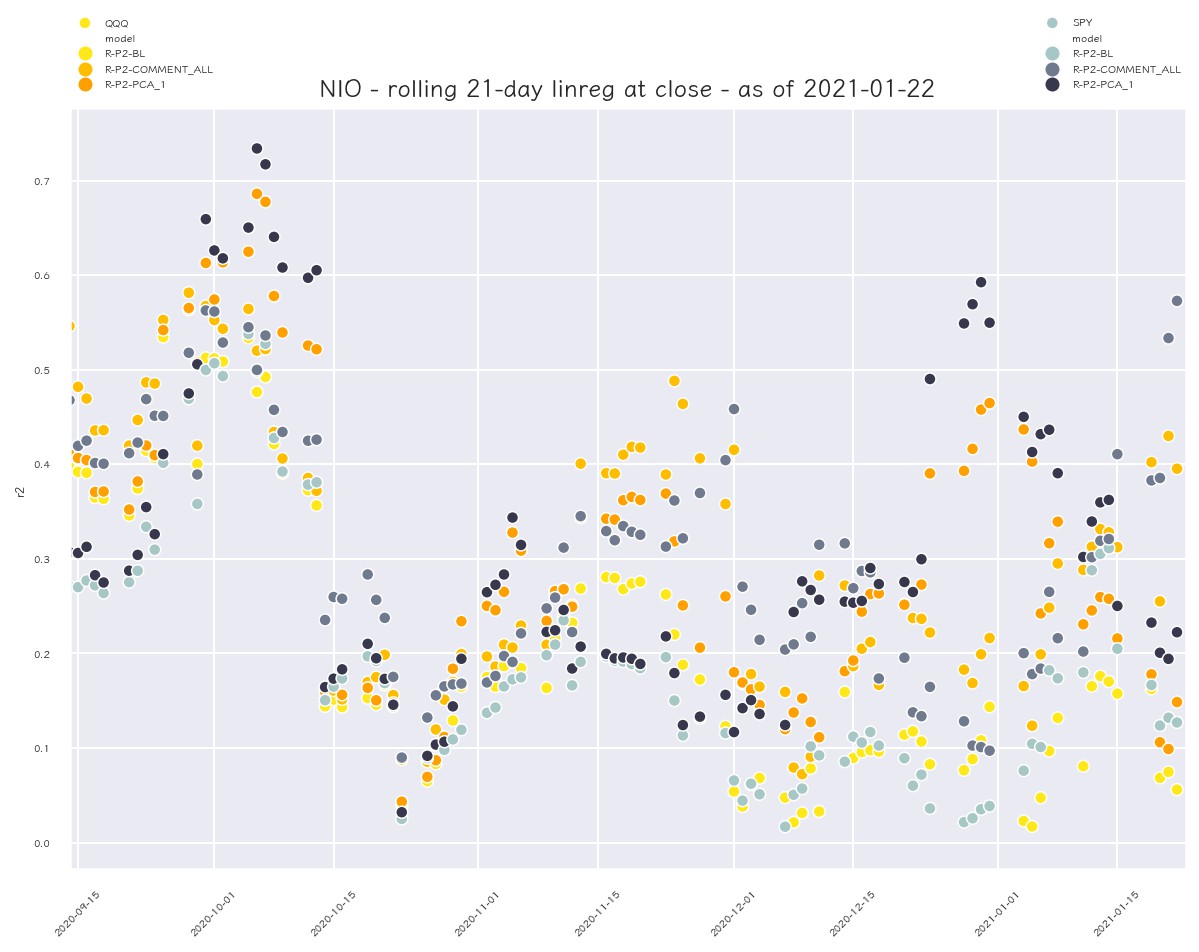 QQQ
model
R-P2-BL
R-P2-COMMENT_ALL
R-P2-PCA_1
SPY
model
R-P2-BL
R-P2-COMMENT_ALL
R-P2-PCA_1
NIO - rolling 21-day linreg at close - as of 2021-01-22
0.7
0.6
0.5
0.4
0.3
0.2
0.1
0.0
r2
2020-09-15
2020-10-01
2020-10-15
2020-11-01
2020-11-15
2020-12-01
2020-12-15
2021-01-01
2021-01-15